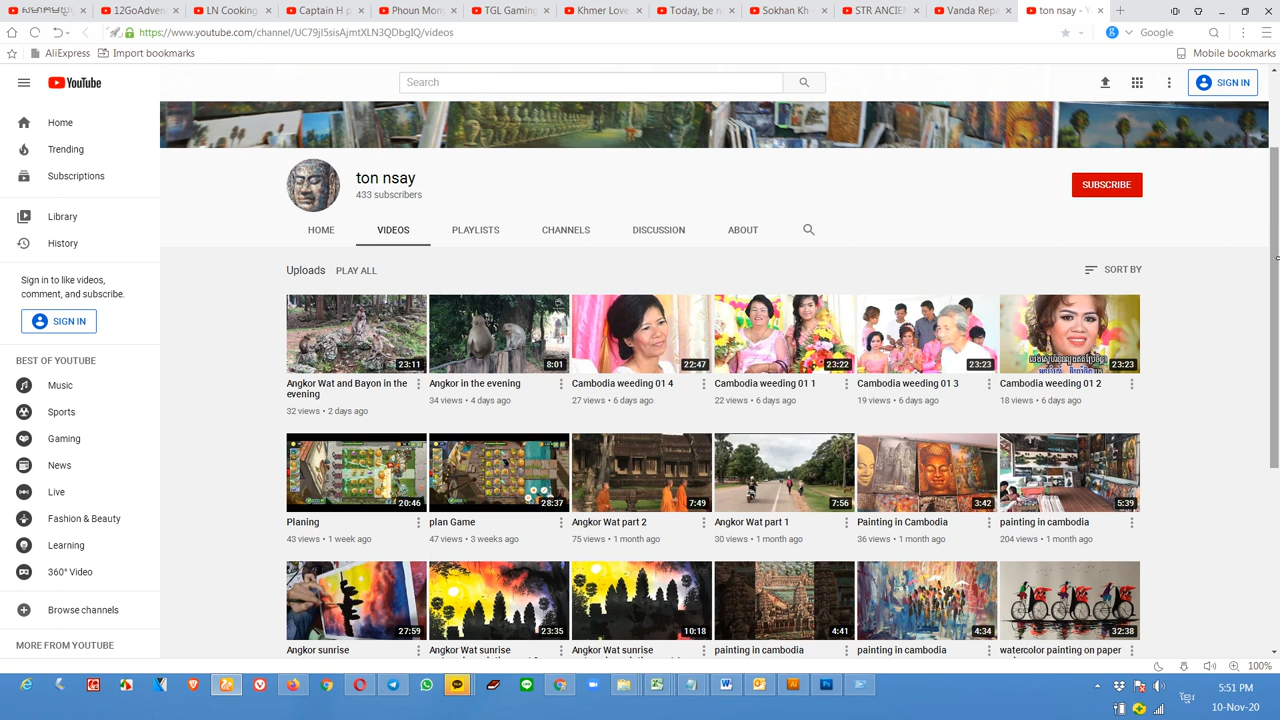 12GoAdven
LN Cooking
Captain H p
Phoun Mom
TGL Gaming
Khmer Love
Today, be n
Sokhan Kh -
STR ANCIEN
Vanda Repa
ton nsay - Y
https://www.youtube.com/channel/UC79jI5sisAjmtXLN3QDbgIQ/videos
Google
AliExpress
Import bookmarks
Mobile bookmarks
YouTube
Search
SIGN IN
Home
Trending
Subscriptions
Library
History
Sign in to like videos,
comment, and subscribe.
SIGN IN
BEST OF YOUTUBE
Music
Sports
Gaming
News
Live
Fashion & Beauty
Learning
360° Video
Browse channels
MORE FROM YOUTUBE
ton nsay
433 subscribers
SUBSCRIBE
HOME VIDEOS PLAYLISTS CHANNELS DISCUSSION ABOUT
Uploads PLAY ALL
SORT BY
23:11 8:01 22:47 23:22 23:23 23:23
Angkor Wat and Bayon in the
evening
32 views • 2 days ago
Angkor in the evening
34 views • 4 days ago
Cambodia weeding 01 4
27 views • 6 days ago
Cambodia weeding 01 1
22 views • 6 days ago
Cambodia weeding 01 3
19 views • 6 days ago
Cambodia weeding 01 2
18 views • 6 days ago
20:46 28:37 7:49 7:56 3:42 5:39
Planing
43 views • 1 week ago
plan Game
47 views • 3 weeks ago
Angkor Wat part 2
75 views • 1 month ago
Angkor Wat part 1
30 views • 1 month ago
Painting in Cambodia
36 views • 1 month ago
painting in cambodia
204 views • 1 month ago
27:59 23:35 10:18 4:41 4:34 32:38
Angkor sunrise
Angkor Wat sunrise
Angkor Wat sunrise
painting in cambodia
painting in cambodia
watercolor painting on paper
100%
5:51 PM
10-Nov-20